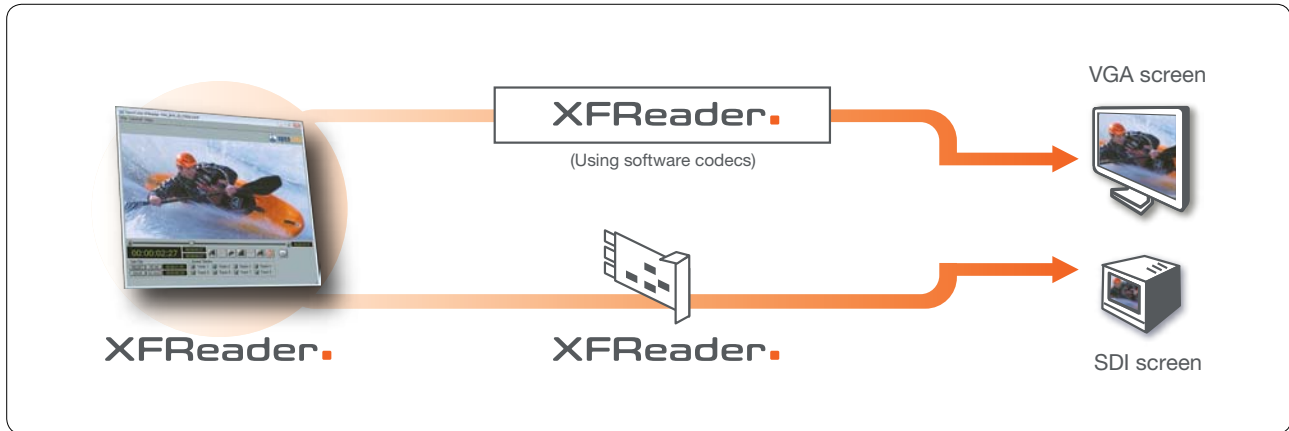 VGA screen
XFReader.
(Using software codecs)
00:00:02:27
XFReader.
XFReader.
SDI screen